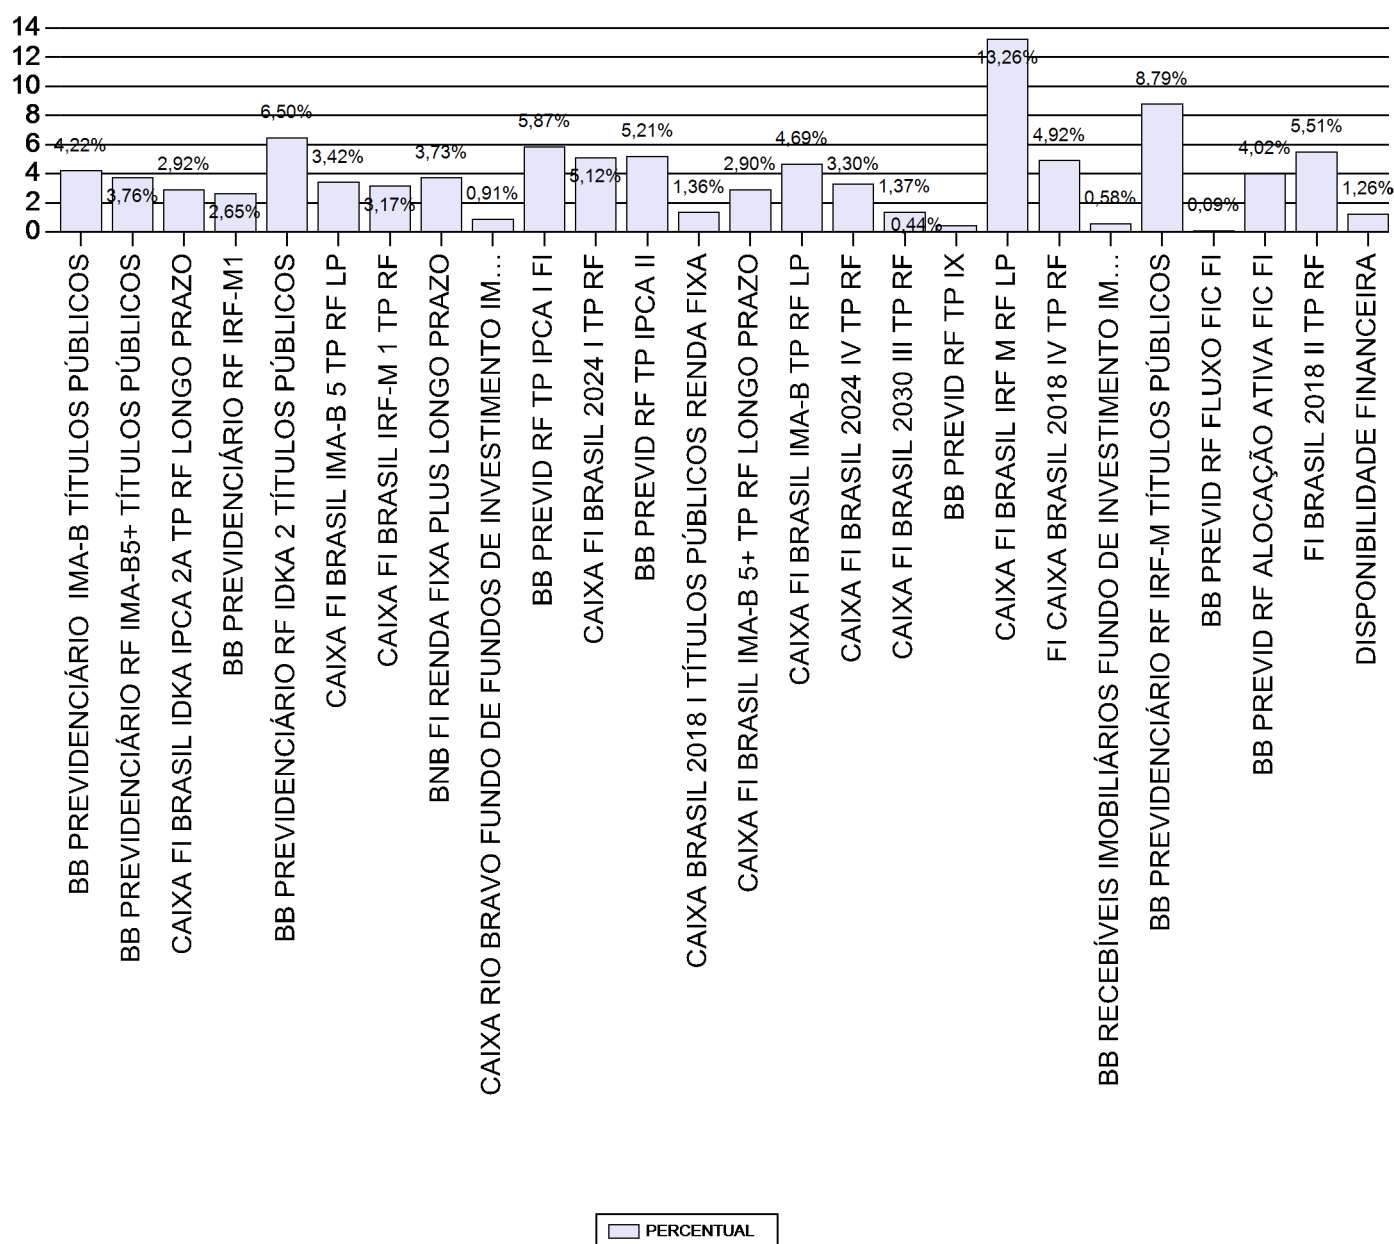 14
12
10
8
6
4
2
0
4,22%
3,76%
2,92%
2,65%
6,50%
3,42%
3,17%
3,73%
0,91%
5,87%
5,12%
5,21%
1,36%
2,90%
4,69%
3,30%
1,37%
0,44%
13,26%
4,92%
0,58%
8,79%
0,09%
4,02%
5,51%
1,26%
BB PREVIDENCIÁRIO IMA-B TÍTULOS PÚBLICOS
BB PREVIDENCIÁRIO RF IMA-B5+ TÍTULOS PÚBLICOS
CAIXA FI BRASIL IDKA IPCA 2A TP RF LONGO PRAZO
BB PREVIDENCIÁRIO RF IRF-M1
BB PREVIDENCIÁRIO RF IDKA 2 TÍTULOS PÚBLICOS
CAIXA FI BRASIL IMA-B 5 TP RF LP
CAIXA FI BRASIL IRF-M 1 TP RF
BNB FI RENDA FIXA PLUS LONGO PRAZO
CAIXA RIO BRAVO FUNDO DE FUNDOS DE INVESTIMENTO IM...
BB PREVID RF TP IPCA I FI
CAIXA FI BRASIL 2024 I TP RF
BB PREVID RF TP IPCA II
CAIXA BRASIL 2018 I TÍTULOS PÚBLICOS RENDA FIXA
CAIXA FI BRASIL IMA-B 5+ TP RF LONGO PRAZO
CAIXA FI BRASIL IMA-B TP RF LP
CAIXA FI BRASIL 2024 IV TP RF
CAIXA FI BRASIL 2030 III TP RF
BB PREVID RF TP IX
CAIXA FI BRASIL IRF M RF LP
FI CAIXA BRASIL 2018 IV TP RF
BB RECEBÍVEIS IMOBILIÁRIOS FUNDO DE INVESTIMENTO IM...
BB PREVIDENCIÁRIO RF IRF-M TÍTULOS PÚBLICOS
BB PREVID RF FLUXO FIC FI
BB PREVID RF ALOCAÇÃO ATIVA FIC FI
FI BRASIL 2018 II TP RF
DISPONIBILIDADE FINANCEIRA
PERCENTUAL